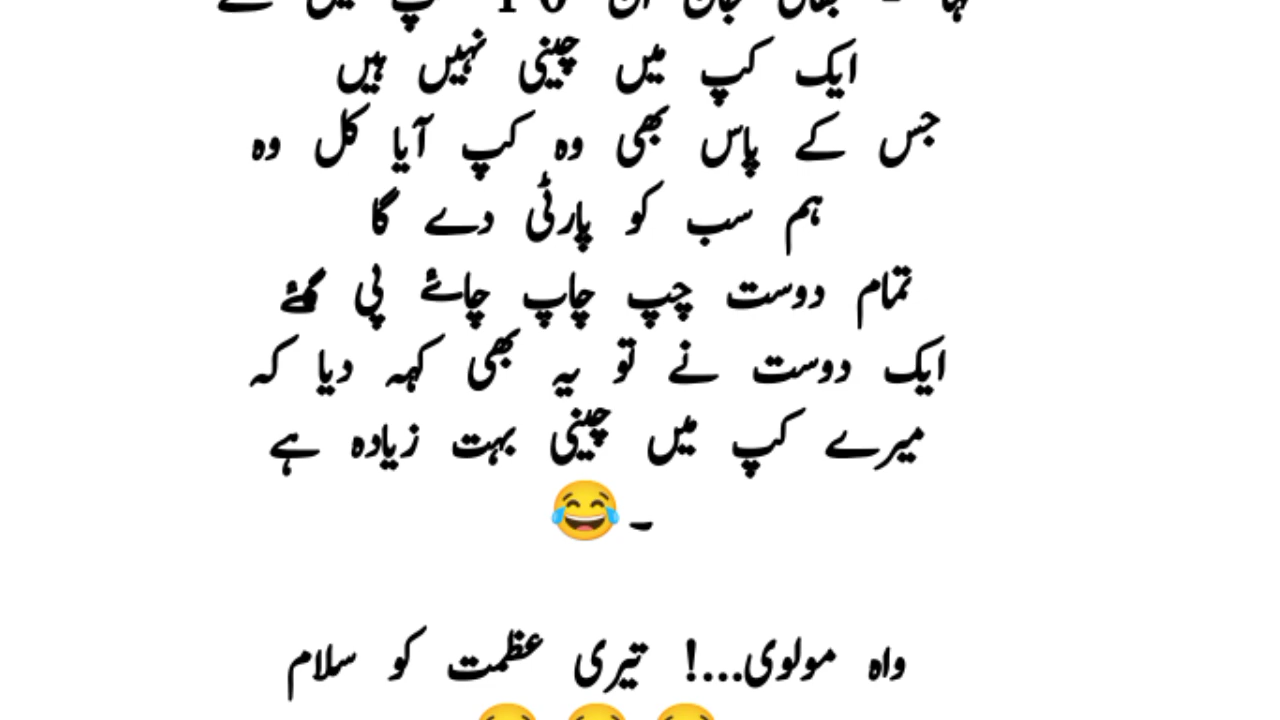 ایک کپ میں چینی نہیں ہیں
جس کے پاس بھی وہ کپ آیا کل وہ
ہم سب کو پارٹی دے گا
تمام دوست چپ چاپ چائے پی گئے
ایک دوست نے تو یہ بھی کہہ دیا کہ
میرے کپ میں چینی بہت زیادہ ہے
۔😂
واہ مولوی...! تیری عظمت کو سلام